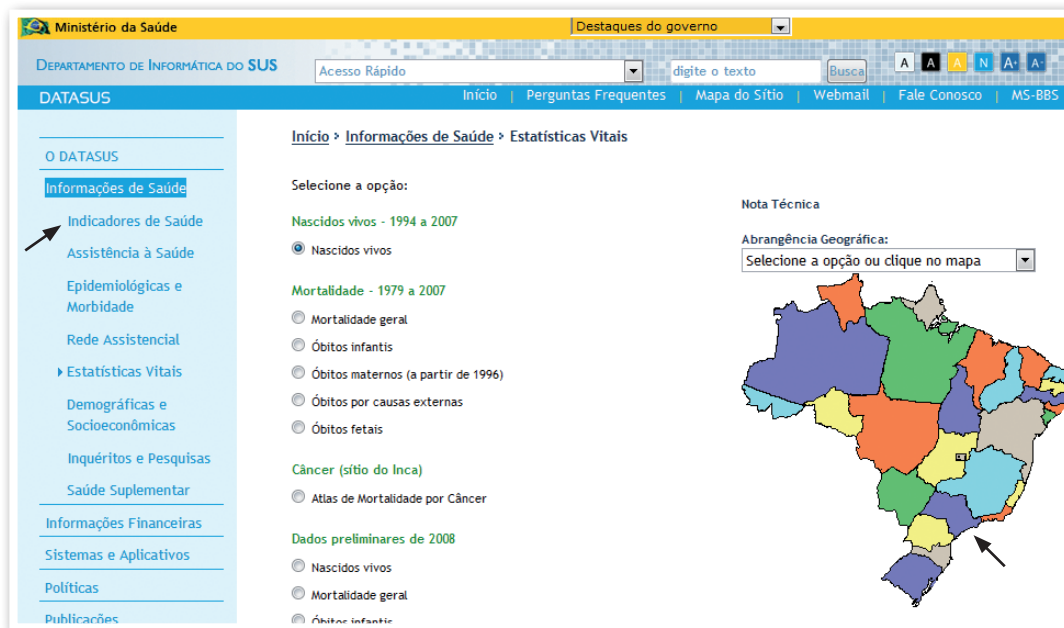 Ministério da Saúde
Destaques do governo
DEPARTAMENTO DE INFORMÁTICA DO SUS
Acesso Rápido
digite o texto
Busca
A A A N A+ A-
DATASUS
Início | Perguntas Frequentes | Mapa do Sítio | Webmail | Fale Conosco | MS-BBS
O DATASUS
Informações de Saúde
Indicadores de Saúde
Assistência à Saúde
Epidemiológicas e
Morbidade
Rede Assistencial
Estatísticas Vitais
Demográficas e
Socioeconômicas
Inquéritos e Pesquisas
Saúde Suplementar
Informações Financeiras
Sistemas e Aplicativos
Políticas
Publicações
Início > Informações de Saúde > Estatísticas Vitais
Selecione a opção:
Nascidos vivos - 1994 a 2007
Nascidos vivos
Mortalidade - 1979 a 2007
Mortalidade geral
Óbitos infantis
Óbitos maternos (a partir de 1996)
Óbitos por causas externas
Óbitos fetais
Câncer (sítio do Inca)
Atlas de Mortalidade por Câncer
Dados preliminares de 2008
Nascidos vivos
Mortalidade geral
Óbitos infantis
Nota Técnica
Abrangência Geográfica:
Selecione a opção ou clique no mapa